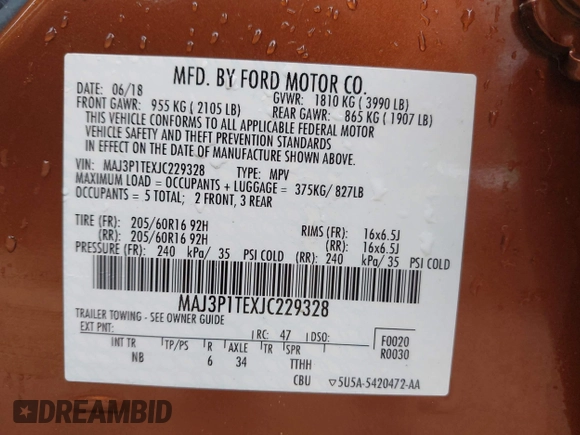 MFD. BY FORD MOTOR CO.
DATE: 06/18 GVWR: 1810 KG ( 3990 LB)
FRONT GAWR: 955 KG ( 2105 LB) REAR GAWR: 865 KG ( 1907 LB)
THIS VEHICLE CONFORMS TO ALL APPLICABLE FEDERAL MOTOR
VEHICLE SAFETY AND THEFT PREVENTION STANDARDS
IN EFFECT ON THE DATE OF MANUFACTURE SHOWN ABOVE.
VIN: MAJ3P1TEXJC229328 TYPE: MPV
MAXIMUM LOAD = OCCUPANTS + LUGGAGE = 375KG/ 827LB
OCCUPANTS = 5 TOTAL; 2 FRONT, 3 REAR
TIRE (FR): 205/60R16 92H RIMS (FR): 16x6.5J
(RR): 205/60R16 92H (RR): 16x6.5J
PRESSURE (FR): 240 kPa/ 35 PSI COLD (RR): 240 kPa/ 35 PSI COLD
MAJ3P1TEXJC229328
TRAILER TOWING - SEE OWNER GUIDE
EXT PNT: RC: 47 DSO: F0020
R0030
INT TR TP/PS R AXLE TR SPR
NB 6 34 TTHH
CBU ▽5U5A-5420472-AA
DREAMBID